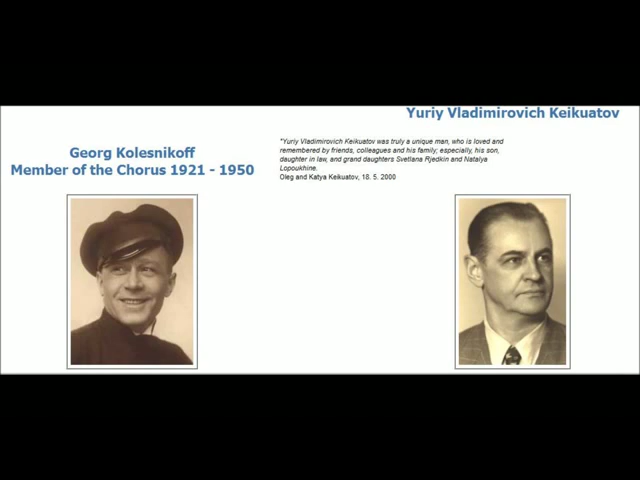 Yuriy Vladimirovich Keikuatov
Georg Kolesnikoff
Member of the Chorus 1921 - 1950
"Yuriy Vladimirovich Keikuatov was truly a unique man, who is loved and
remembered by friends, colleagues and his family; especially, his son,
daughter in law, and grand daughters Svetlana Rjedkin and Natalya
Lopoukhine.
Oleg and Katya Keikuatov, 18. 5. 2000